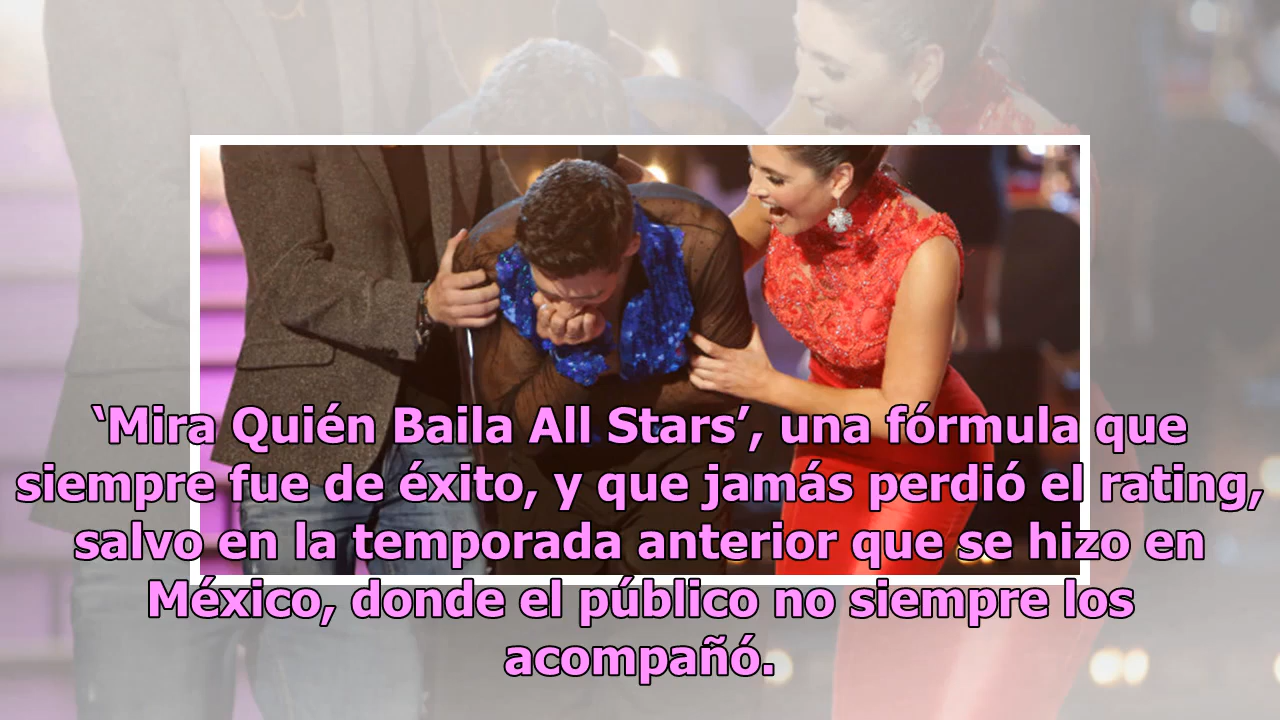 ‘Mira Quién Baila All Stars’, una fórmula que
siempre fue de éxito, y que jamás perdió el rating,
salvo en la temporada anterior que se hizo en
México, donde el público no siempre los
acompañó.